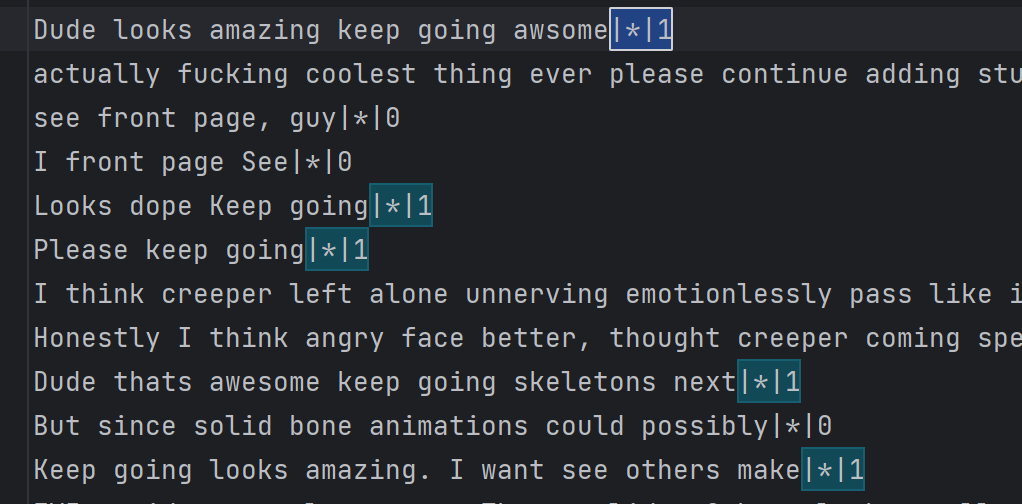 Dude looks amazing keep going awsome|*|1
actually fucking coolest thing ever please continue adding
see front page, guy|*|0
I front page See|*|0
Looks dope Keep going|*|1
Please keep going|*|1
I think creeper left alone unnerving emotionlessly pass like
Honestly I think angry face better, thought creeper coming
Dude thats awesome keep going skeletons next|*|1
But since solid bone animations could possibly|*|0
Keep going looks amazing. I want see others make|*|1